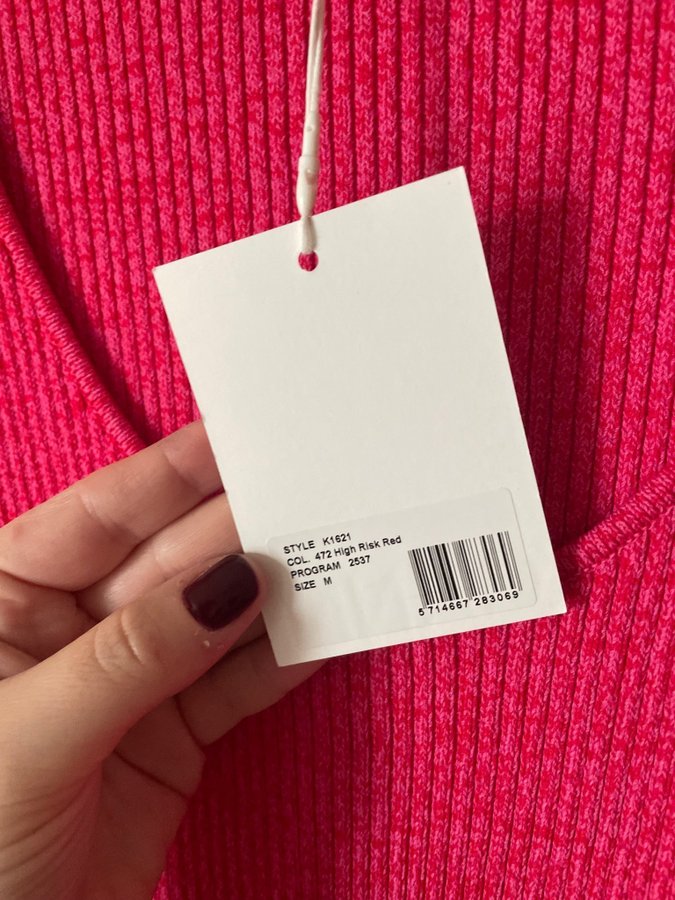 STYLE K1621
COL. 472 High Risk Red
PROGRAM 2537
SIZE M
5 714667 283069